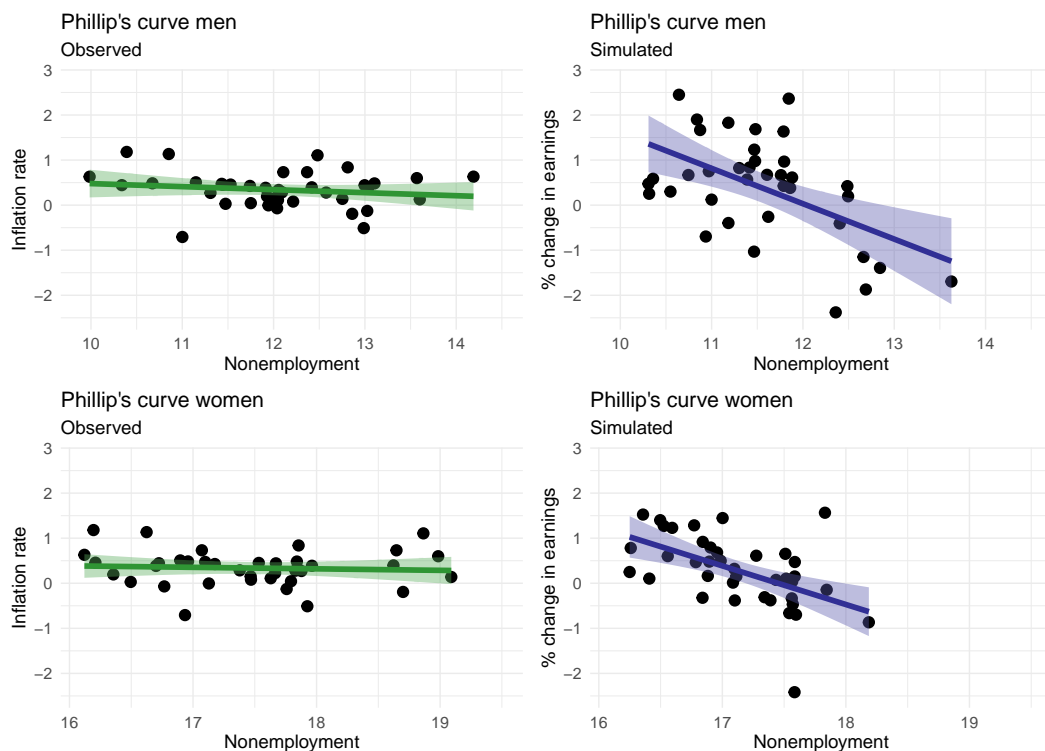 Phillip's curve men
Observed
3
2
1
0
−1
−2
Inflation rate
10 11 12 13 14
Nonemployment
Phillip's curve men
Simulated
3
2
1
0
−1
−2
% change in earnings
10 11 12 13 14
Nonemployment
Phillip's curve women
Observed
3
2
1
0
−1
−2
Inflation rate
16 17 18 19
Nonemployment
Phillip's curve women
Simulated
3
2
1
0
−1
−2
% change in earnings
16 17 18 19
Nonemployment